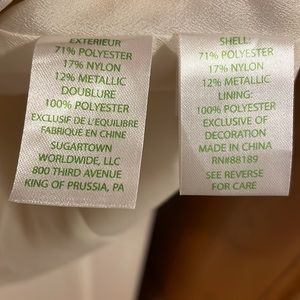 EXTERIEUR
71% POLYESTER
17% NYLON
12% METALLIC
DOUBLURE
100% POLYESTER
EXCLUSIF DE L'EQUILIBRE
FABRIQUE EN CHINE
SUGARTOWN
WORLDWIDE, LLC
800 THIRD AVENUE
KING OF PRUSSIA, PA
SHELL:
71% POLYESTER
17% NYLON
12% METALLIC
LINING:
100% POLYESTER
EXCLUSIVE OF
DECORATION
MADE IN CHINA
RN#88189
SEE REVERSE
FOR CARE